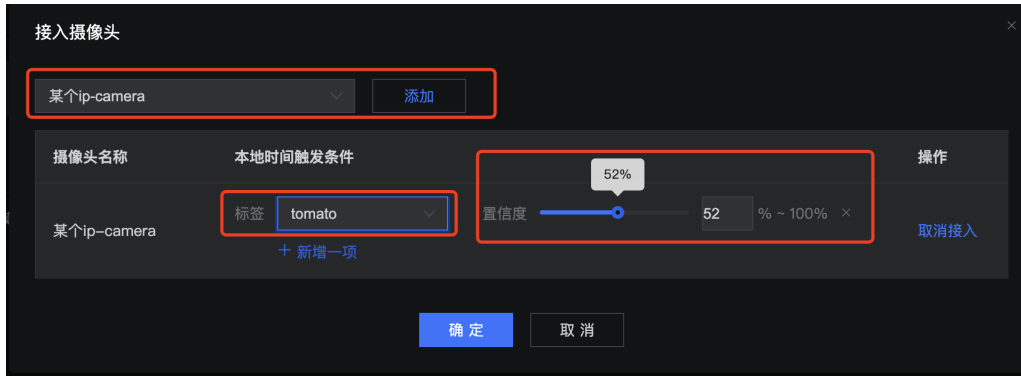 接入摄像头
某个ip-camera 添加
摄像头名称 本地时间触发条件 操作
52%
标签 tomato 置信度 52 % ~ 100% ×
某个ip-camera 取消接入
+ 新增一项
确定 取消